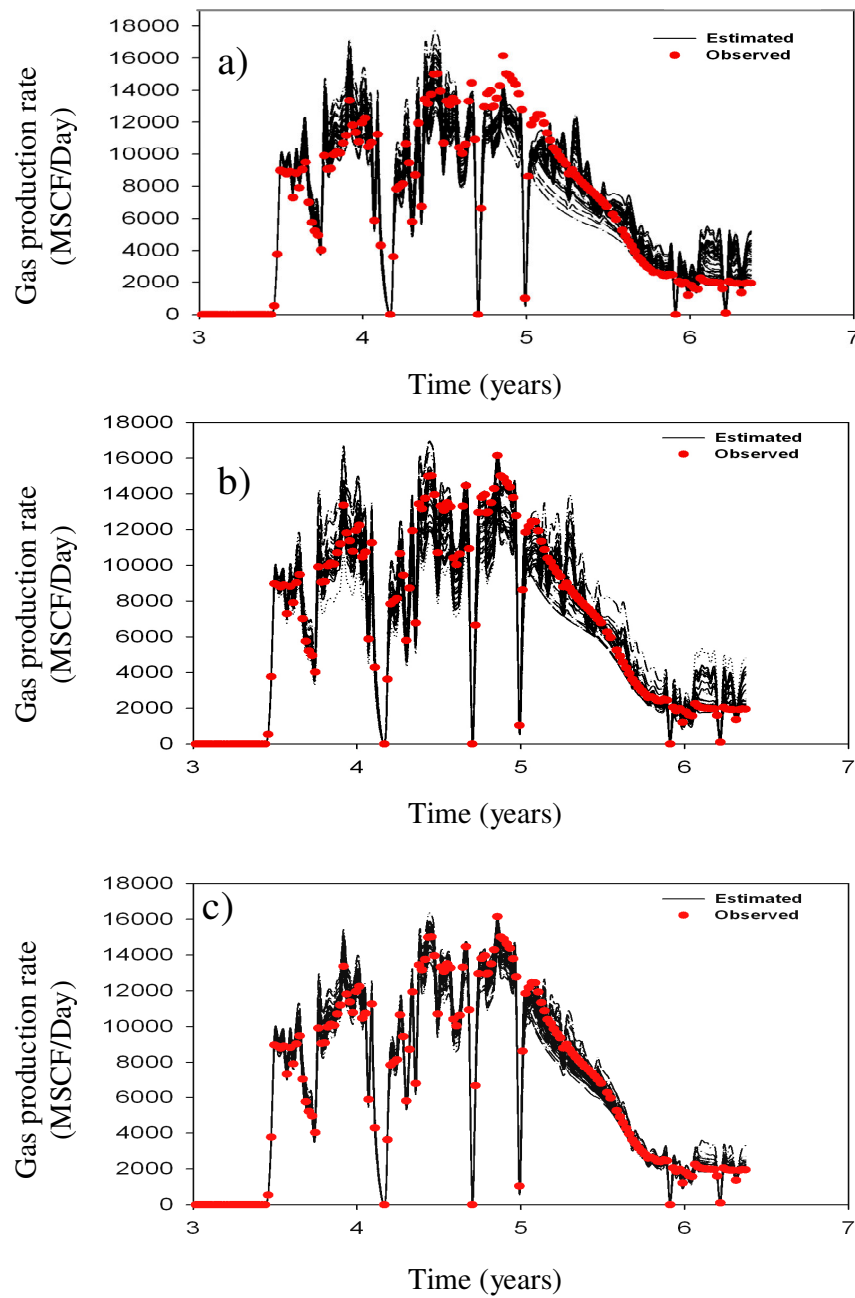 a)
Estimated
Observed
Gas production rate
(MSCF/Day)
18000
16000
14000
12000
10000
8000
6000
4000
2000
0
3 4 5 6 7
Time (years)
b)
Estimated
Observed
Gas production rate
(MSCF/Day)
18000
16000
14000
12000
10000
8000
6000
4000
2000
0
3 4 5 6 7
Time (years)
c)
Estimated
Observed
Gas production rate
(MSCF/Day)
18000
16000
14000
12000
10000
8000
6000
4000
2000
0
3 4 5 6 7
Time (years)